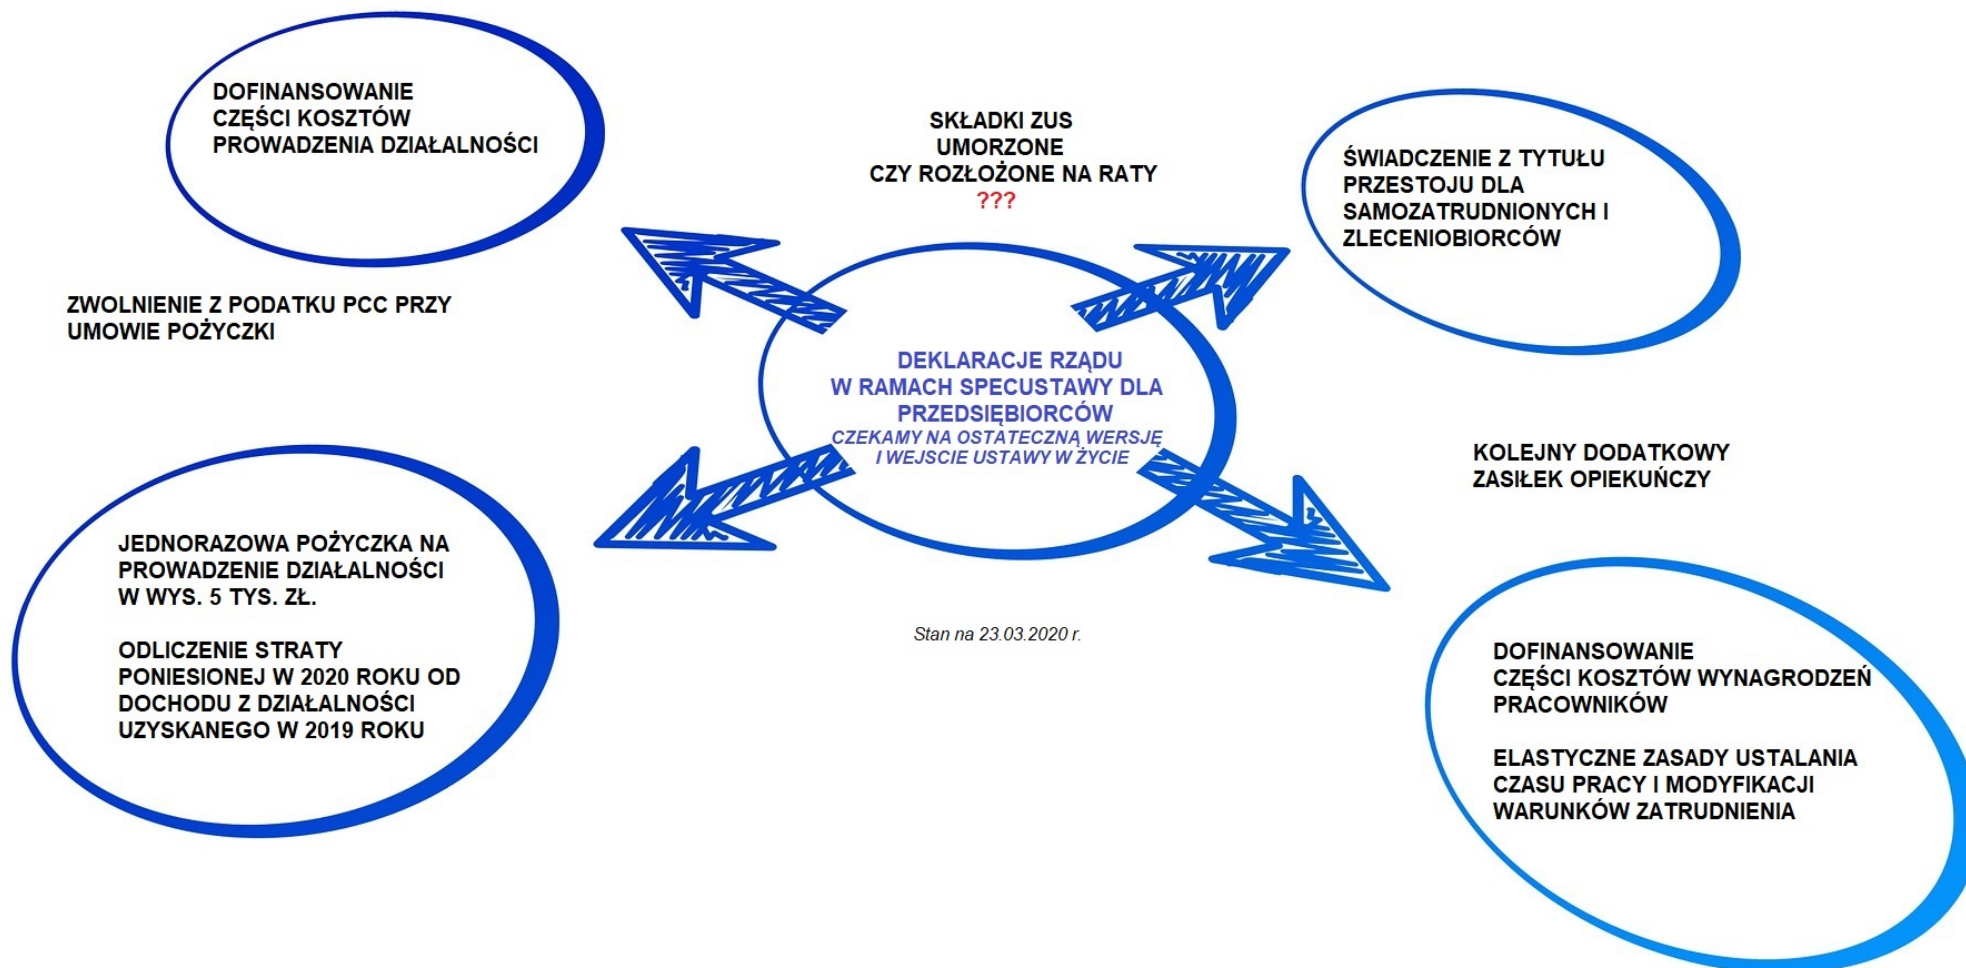 DOFINANSOWANIE
CZĘŚCI KOSZTÓW
PROWADZENIA DZIAŁALNOŚCI
SKŁADKI ZUS
UMORZONE
CZY ROZŁOŻONE NA RATY
???
ŚWIADCZENIE Z TYTUŁU
PRZESTOJU DLA
SAMOZATRUDNIONYCH I
ZLECENIOBIORCÓW
ZWOLNIENIE Z PODATKU PCC PRZY
UMOWIE POŻYCZKI
DEKLARACJE RZĄDU
W RAMACH SPECUSTAWY DLA
PRZEDSIĘBIORCÓW
CZEKAMY NA OSTATECZNĄ WERSJĘ
I WEJSCIE USTAWY W ŻYCIE
KOLEJNY DODATKOWY
ZASIŁEK OPIEKUŃCZY
JEDNORAZOWA POŻYCZKA NA
PROWADZENIE DZIAŁALNOŚCI
W WYS. 5 TYS. ZŁ.
ODLICZENIE STRATY
PONIESIONEJ W 2020 ROKU OD
DOCHODU Z DZIAŁALNOŚCI
UZYSKANEGO W 2019 ROKU
Stan na 23.03.2020 r.
DOFINANSOWANIE
CZĘŚCI KOSZTÓW WYNAGRODZEŃ
PRACOWNIKÓW
ELASTYCZNE ZASADY USTALANIA
CZASU PRACY I MODYFIKACJI
WARUNKÓW ZATRUDNIENIA